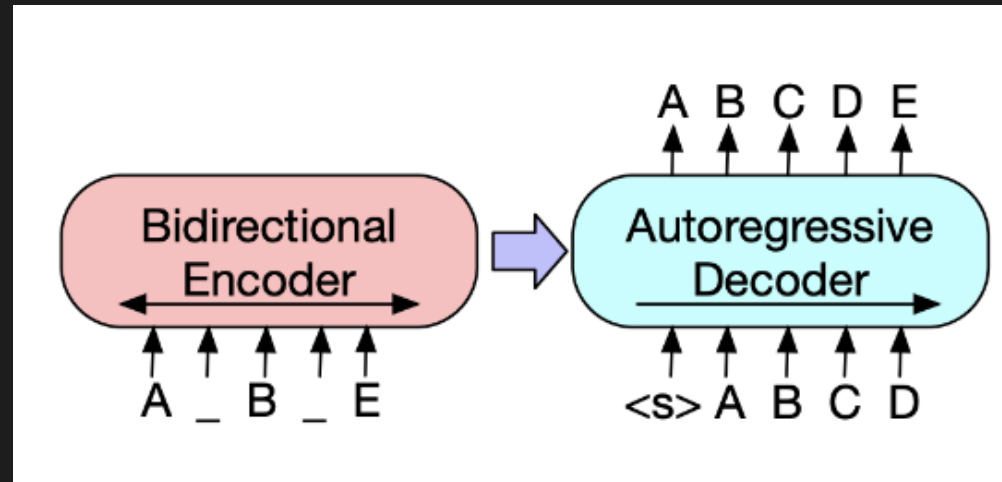 A B C D E
Bidirectional
Encoder
Autoregressive
Decoder
A _ B _ E
<s> A B C D